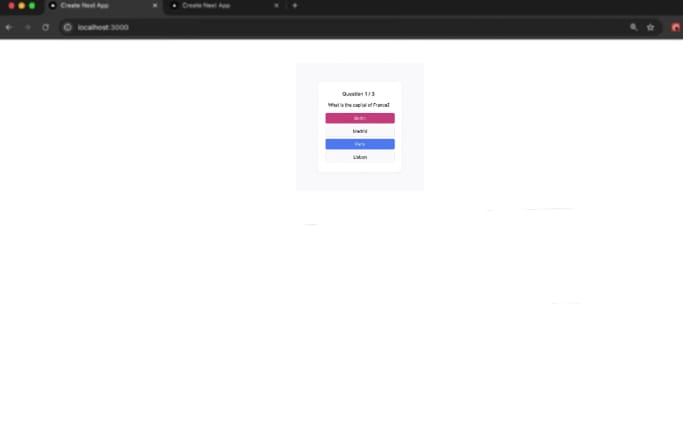 Create Next App
Create Next App
localhost:3000
Question 1 / 3
What is the capital of France?
Berlin
Madrid
Paris
Lisbon